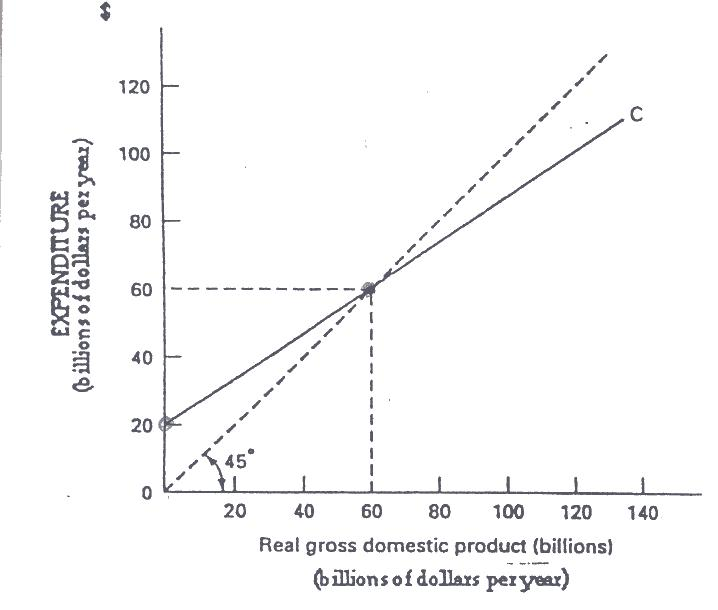 $
EXPENDITURE
(billions of dollars per year)
120
100
80
60
40
20
0
C
45°
20 40 60 80 100 120 140
Real gross domestic product (billions)
(billions of dollars per year)